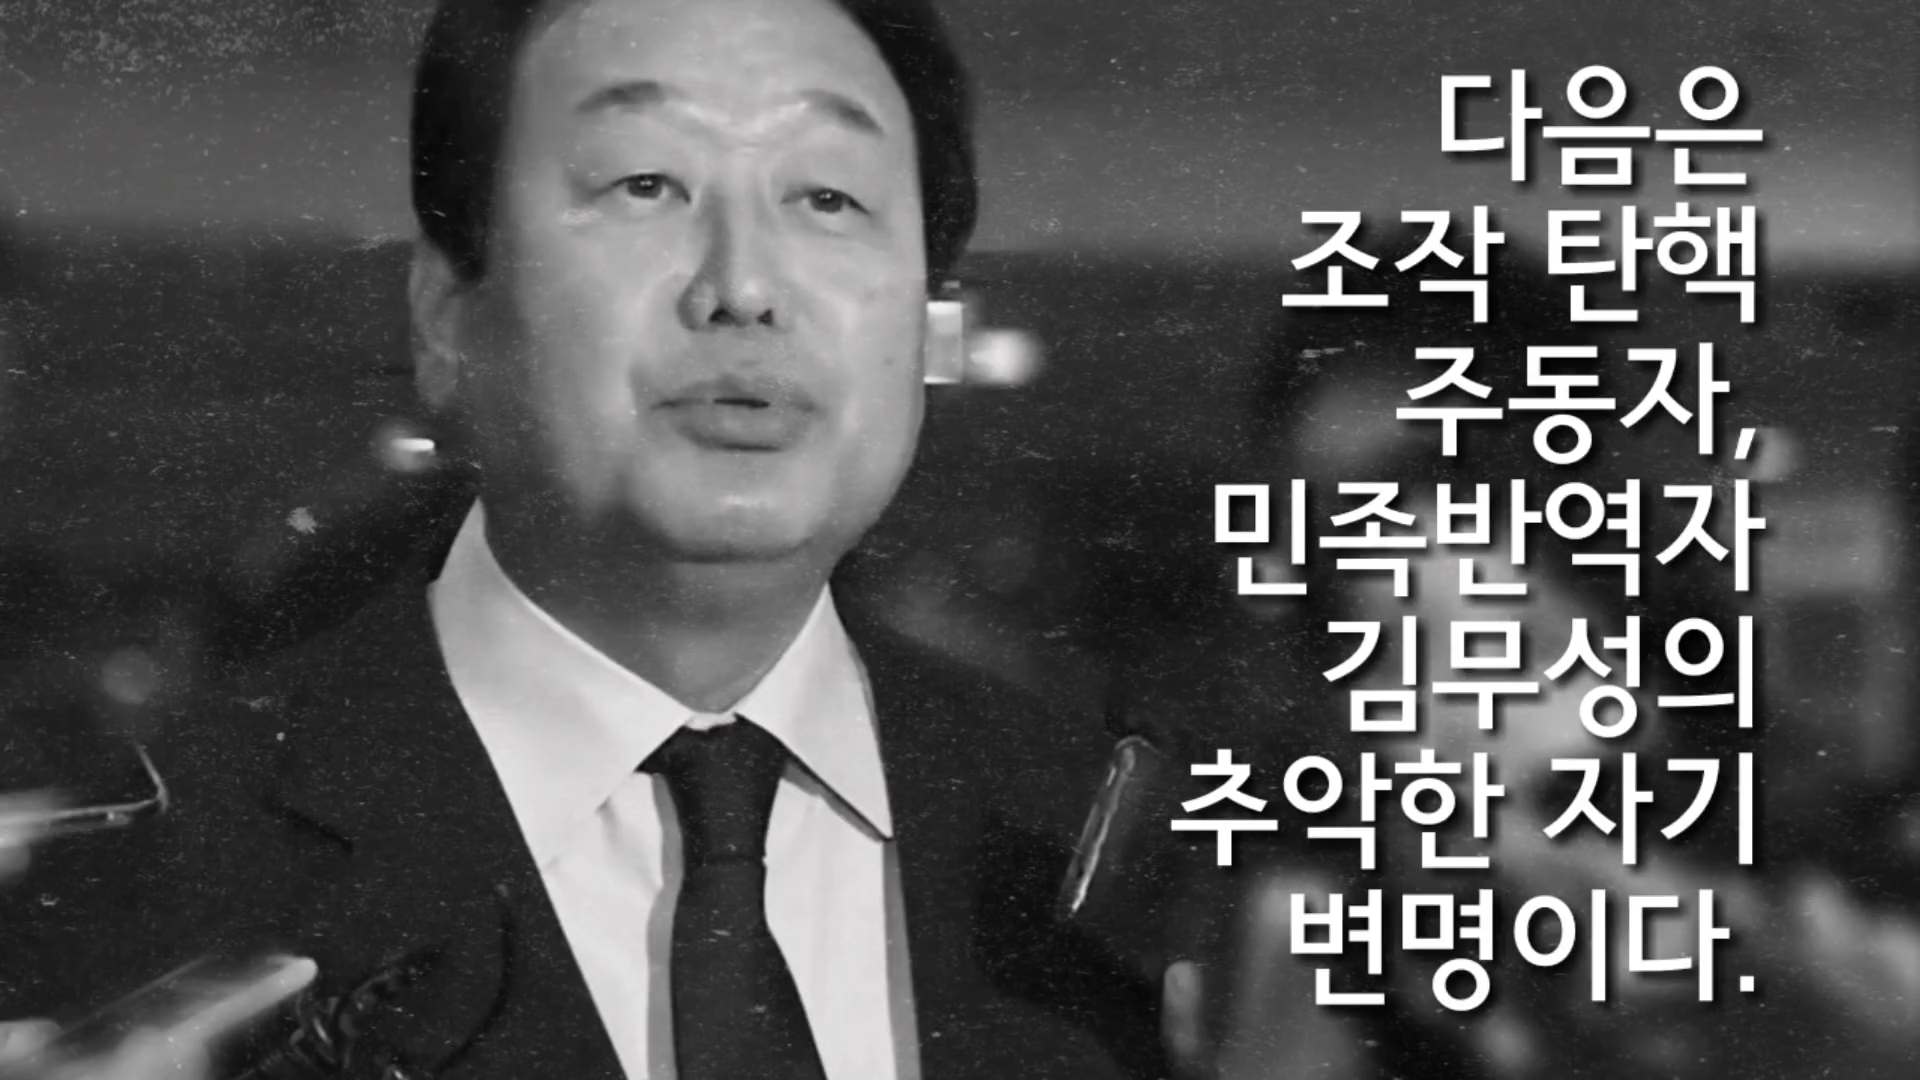 다음은
조작 탄핵
주동자,
민족반역자
김무성의
추악한 자기
변명이다.